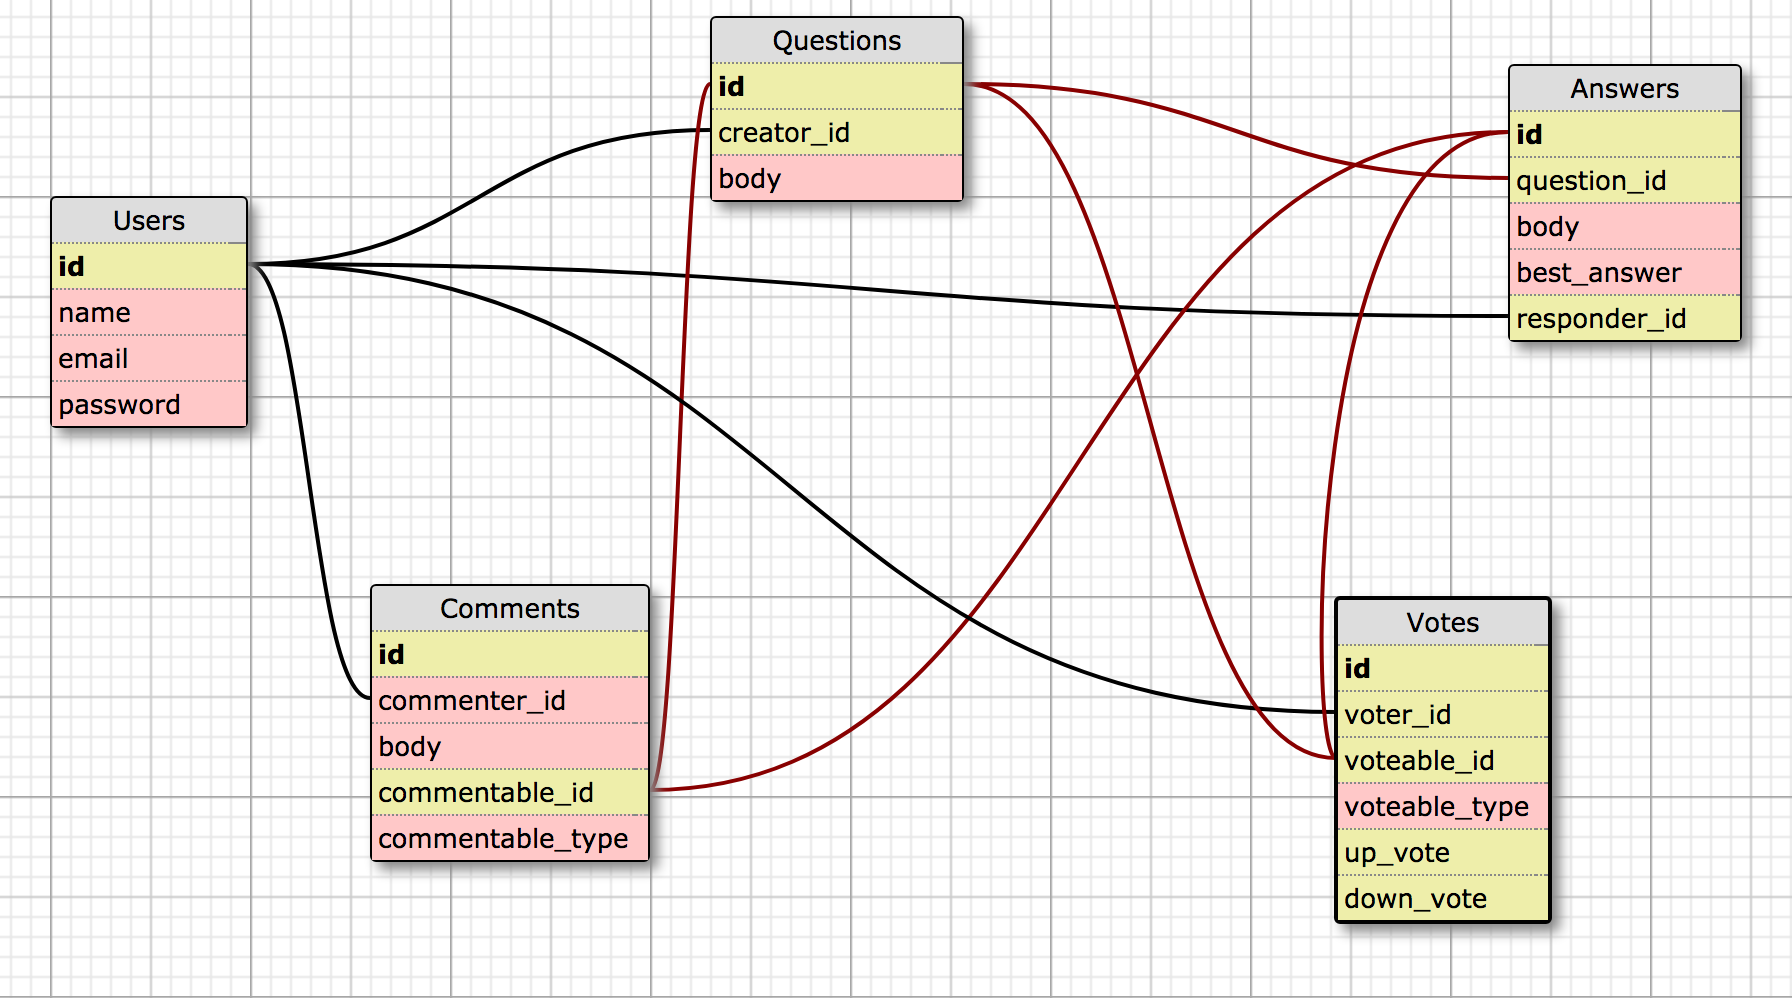 Questions
id
creator_id
body
Answers
id
question_id
body
best_answer
responder_id
Users
id
name
email
password
Comments
id
commenter_id
body
commentable_id
commentable_type
Votes
id
voter_id
voteable_id
voteable_type
up_vote
down_vote